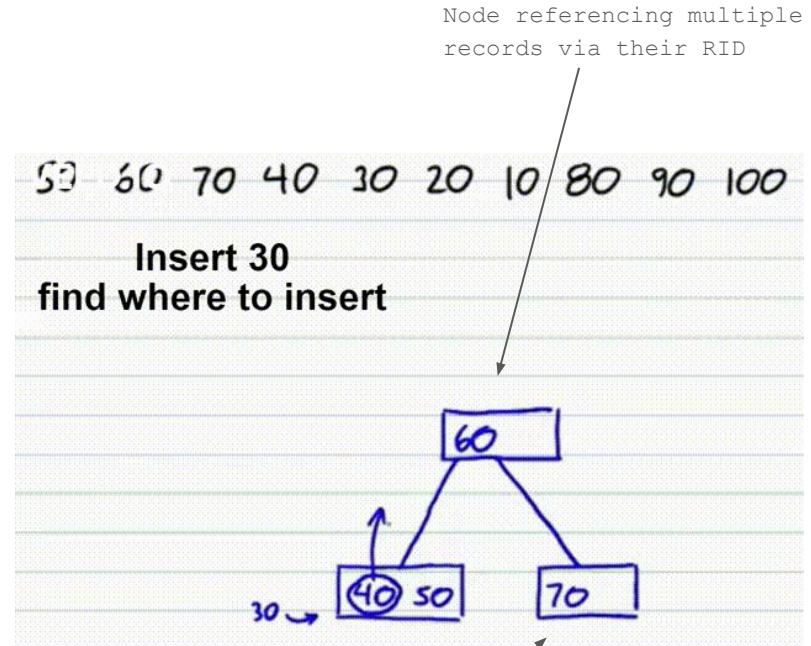 Node referencing multiple
records via their RID
50 60 70 40 30 20 10 80 90 100
Insert 30
find where to insert
60
40 50
70
30